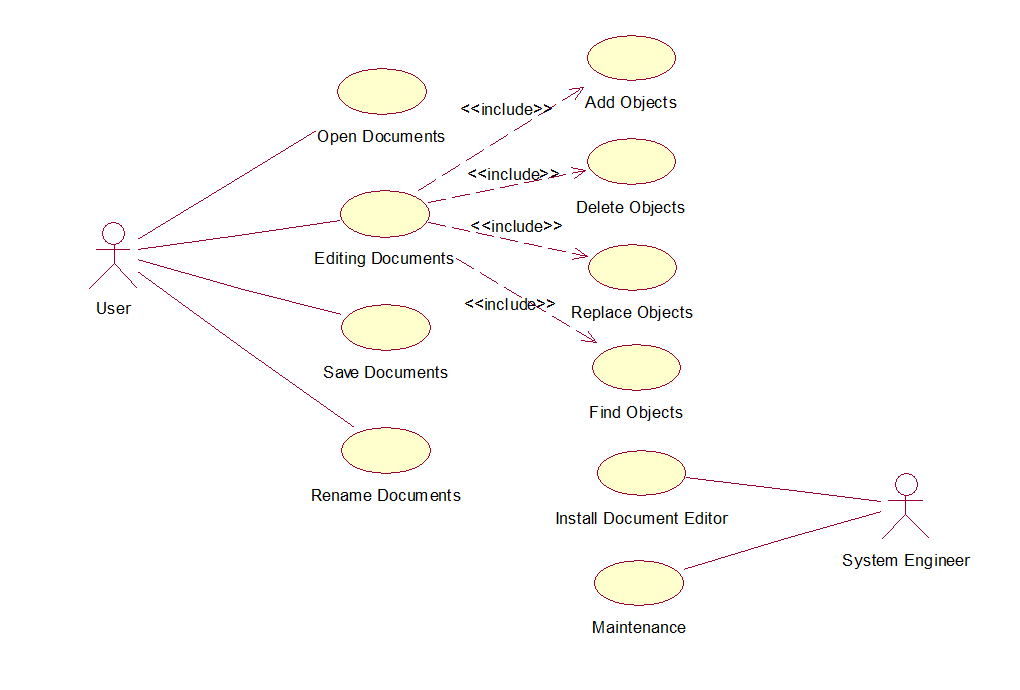 <<include>>
Add Objects
Open Documents
<<include>>
Delete Objects
<<include>>
Editing Documents
User
<<include>>
Replace Objects
Save Documents
Find Objects
Rename Documents
Install Document Editor
System Engineer
Maintenance